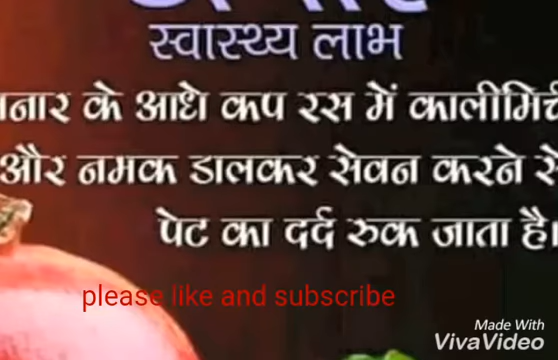 स्वास्थ्य लाभ
के आधे कप रस में
और नमक डालकर सेवन करने से
पेट का दर्द रुक जाता है।
please like and subscribe
Made With
VivaVideo